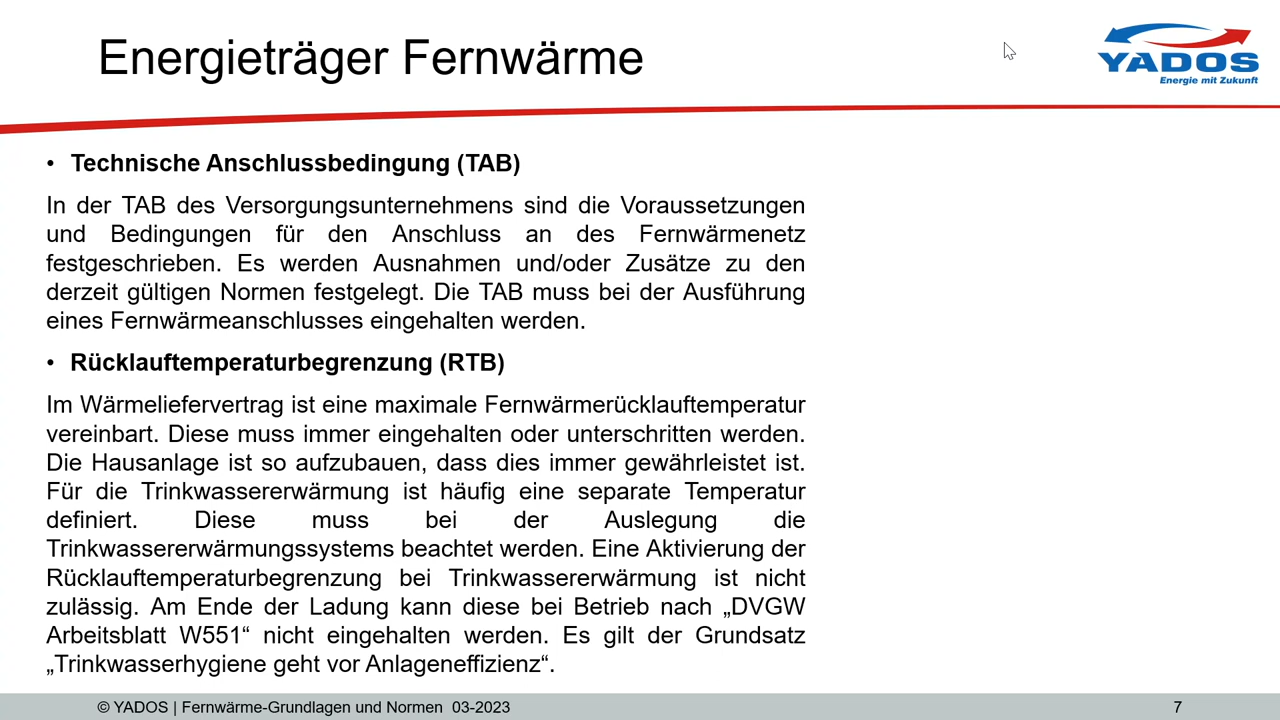 Energieträger Fernwärme
YADOS
Energie mit Zukunft
• Technische Anschlussbedingung (TAB)
In der TAB des Versorgungsunternehmens sind die Voraussetzungen
und Bedingungen für den Anschluss an des Fernwärmenetz
festgeschrieben. Es werden Ausnahmen und/oder Zusätze zu den
derzeit gültigen Normen festgelegt. Die TAB muss bei der Ausführung
eines Fernwärmeanschlusses eingehalten werden.
• Rücklauftemperaturbegrenzung (RTB)
Im Wärmeliefervertrag ist eine maximale Fernwärmerücklauftemperatur
vereinbart. Diese muss immer eingehalten oder unterschritten werden.
Die Hausanlage ist so aufzubauen, dass dies immer gewährleistet ist.
Für die Trinkwassererwärmung ist häufig eine separate Temperatur
definiert. Diese muss bei der Auslegung die
Trinkwassererwärmungssystems beachtet werden. Eine Aktivierung der
Rücklauftemperaturbegrenzung bei Trinkwassererwärmung ist nicht
zulässig. Am Ende der Ladung kann diese bei Betrieb nach „DVGW
Arbeitsblatt W551“ nicht eingehalten werden. Es gilt der Grundsatz
„Trinkwasserhygiene geht vor Anlageneffizienz“.
© YADOS | Fernwärme-Grundlagen und Normen 03-2023
7